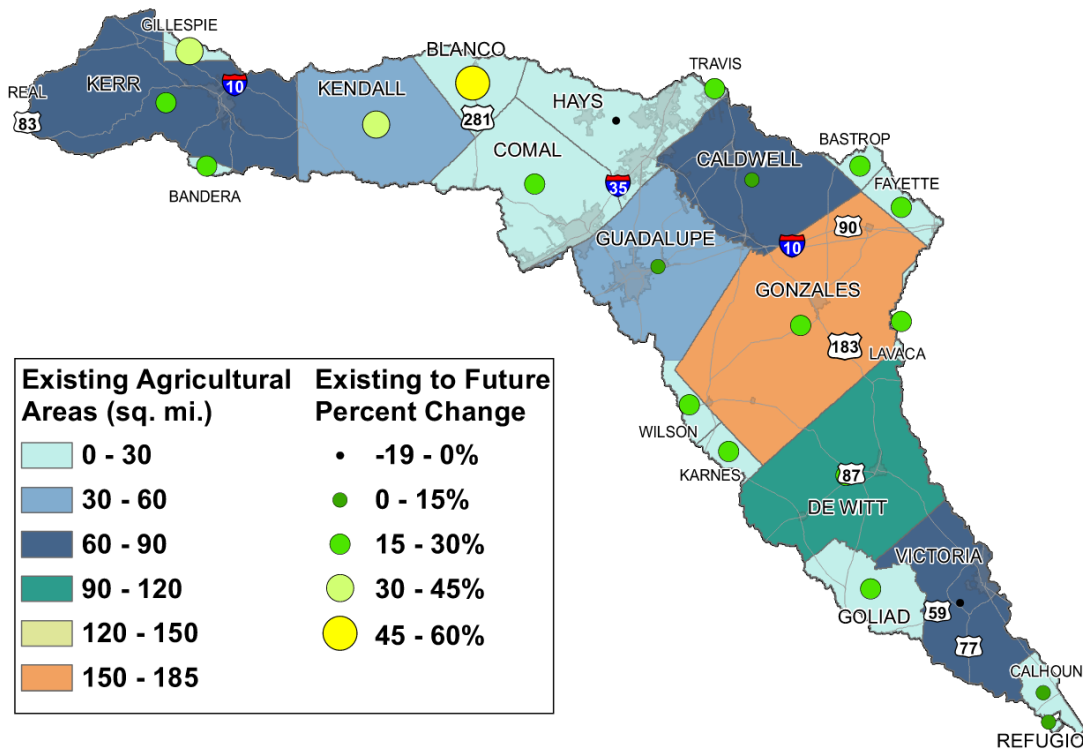 GILLESPIE
BLANCO
TRAVIS
REAL
KERR
10
KENDALL
HAYS
83
281
COMAL
BASTROP
CALDWELL
BANDERA
35
FAYETTE
90
GUADALUPE
10
GONZALES
183
LAVACA
WILSON
KARNES
87
DE WITT
VICTORIA
59
GOLIAD
77
CALHOUN
REFUGIO
Existing Agricultural
Areas (sq. mi.)
0 - 30
30 - 60
60 - 90
90 - 120
120 - 150
150 - 185
Existing to Future
Percent Change
-19 - 0%
0 - 15%
15 - 30%
30 - 45%
45 - 60%